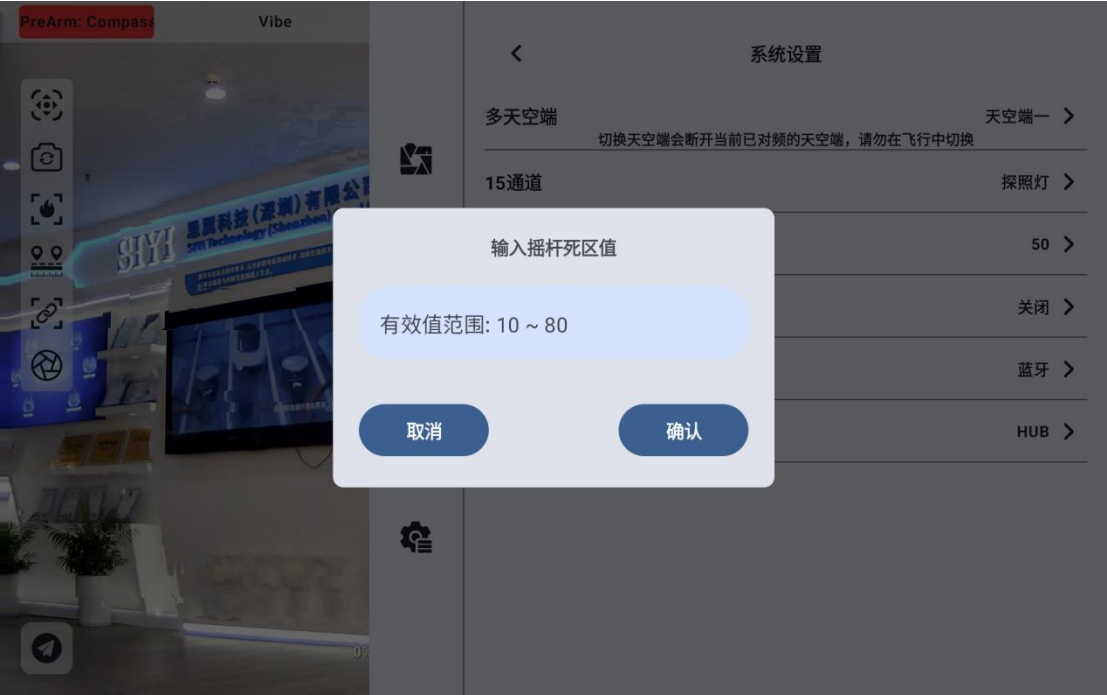 PreArm: Compass
Vibe
系统设置
多天空端
天空端一
切换天空端会断开当前已对频的天空端，请勿在飞行中切换
15通道
探照灯
50
关闭
蓝牙
HUB
输入摇杆死区值
有效值范围: 10 ~ 80
取消
确认
SIYI
思翼科技(深圳)有限公司
SIYI Technology (Shenzhen)
0%